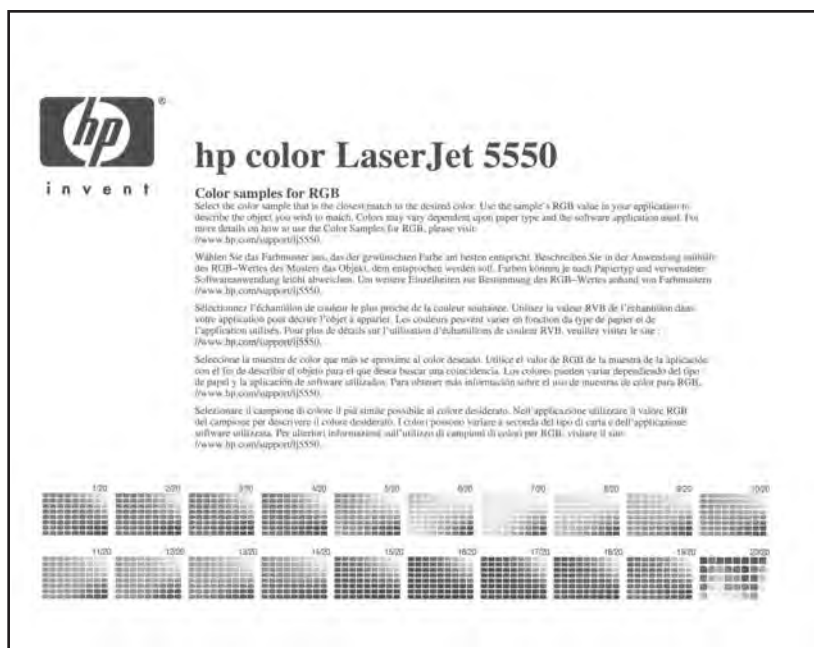 hp
®
invent
hp color LaserJet 5550
Color samples for RGB
Select the color sample that is the closest match to the desired color. Use the sample's RGB value in your application to
describe the object you wish to match. Colors may vary dependent upon paper type and the software application used. For
more details on how to use the Color Samples for RGB, please visit:
//www.hp.com/support/lj5550.
Wählen Sie das Farbmuster aus, das der gewünschten Farbe am besten entspricht. Beschreiben Sie in der Anwendung mithilfe
des RGB-Wertes des Musters das Objekt, dem entsprochen werden soll. Farben können je nach Papiertyp und verwendeter
Softwareanwendung leicht abweichen. Um weitere Einzelheiten zur Bestimmung des RGB-Wertes anhand von Farbmustern
//www.hp.com/support/lj5550.
Sélectionnez l'échantillon de couleur le plus proche de la couleur souhaitée. Utilisez la valeur RVB de l'échantillon dans
votre application pour décrire l'objet à apparier. Les couleurs peuvent varier en fonction du type de papier et de
l'application utilisés. Pour plus de détails sur l'utilisation d'échantillons de couleur RVB, veuillez visiter le site :
//www.hp.com/support/lj5550.
Seleccione la muestra de color que más se aproxime al color deseado. Utilice el valor de RGB de la muestra de la aplicación
con el fin de describir el objeto para el que desea buscar una coincidencia. Los colores pueden variar dependiendo del tipo
de papel y la aplicación de software utilizados. Para obtener más información sobre el uso de muestras de color para RGB,
//www.hp.com/support/lj5550.
Selezionare il campione di colore il più simile possibile al colore desiderato. Nell'applicazione utilizzare il valore RGB
del campione per descrivere il colore desiderato. I colori possono variare a seconda del tipo di carta e dell'applicazione
software utilizzata. Per ulteriori informazioni sull'utilizzo di campioni di colori per RGB, visitare il sito:
//www.hp.com/support/lj5550.
1/20 2/20 3/20 4/20 5/20 6/20 7/20 8/20 9/20 10/20
11/20 12/20 13/20 14/20 15/20 16/20 17/20 18/20 19/20 20/20